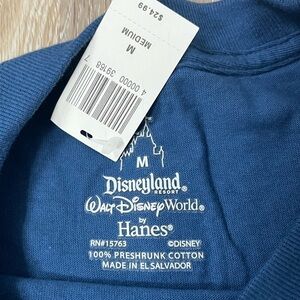 $24.99
M
MEDIUM
4 00000 39168 7
M
Disneyland®
RESORT
Walt Disney World®
by
Hanes®
RN#15763 ©DISNEY
100% PRESHRUNK COTTON
MADE IN EL SALVADOR